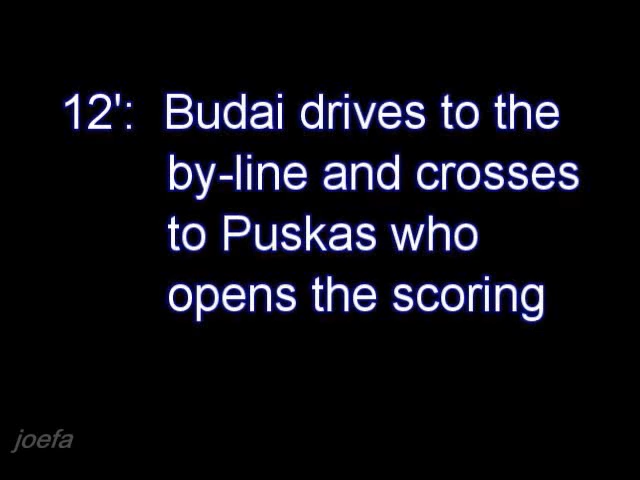 12': Budai drives to the
by-line and crosses
to Puskas who
opens the scoring
joefa